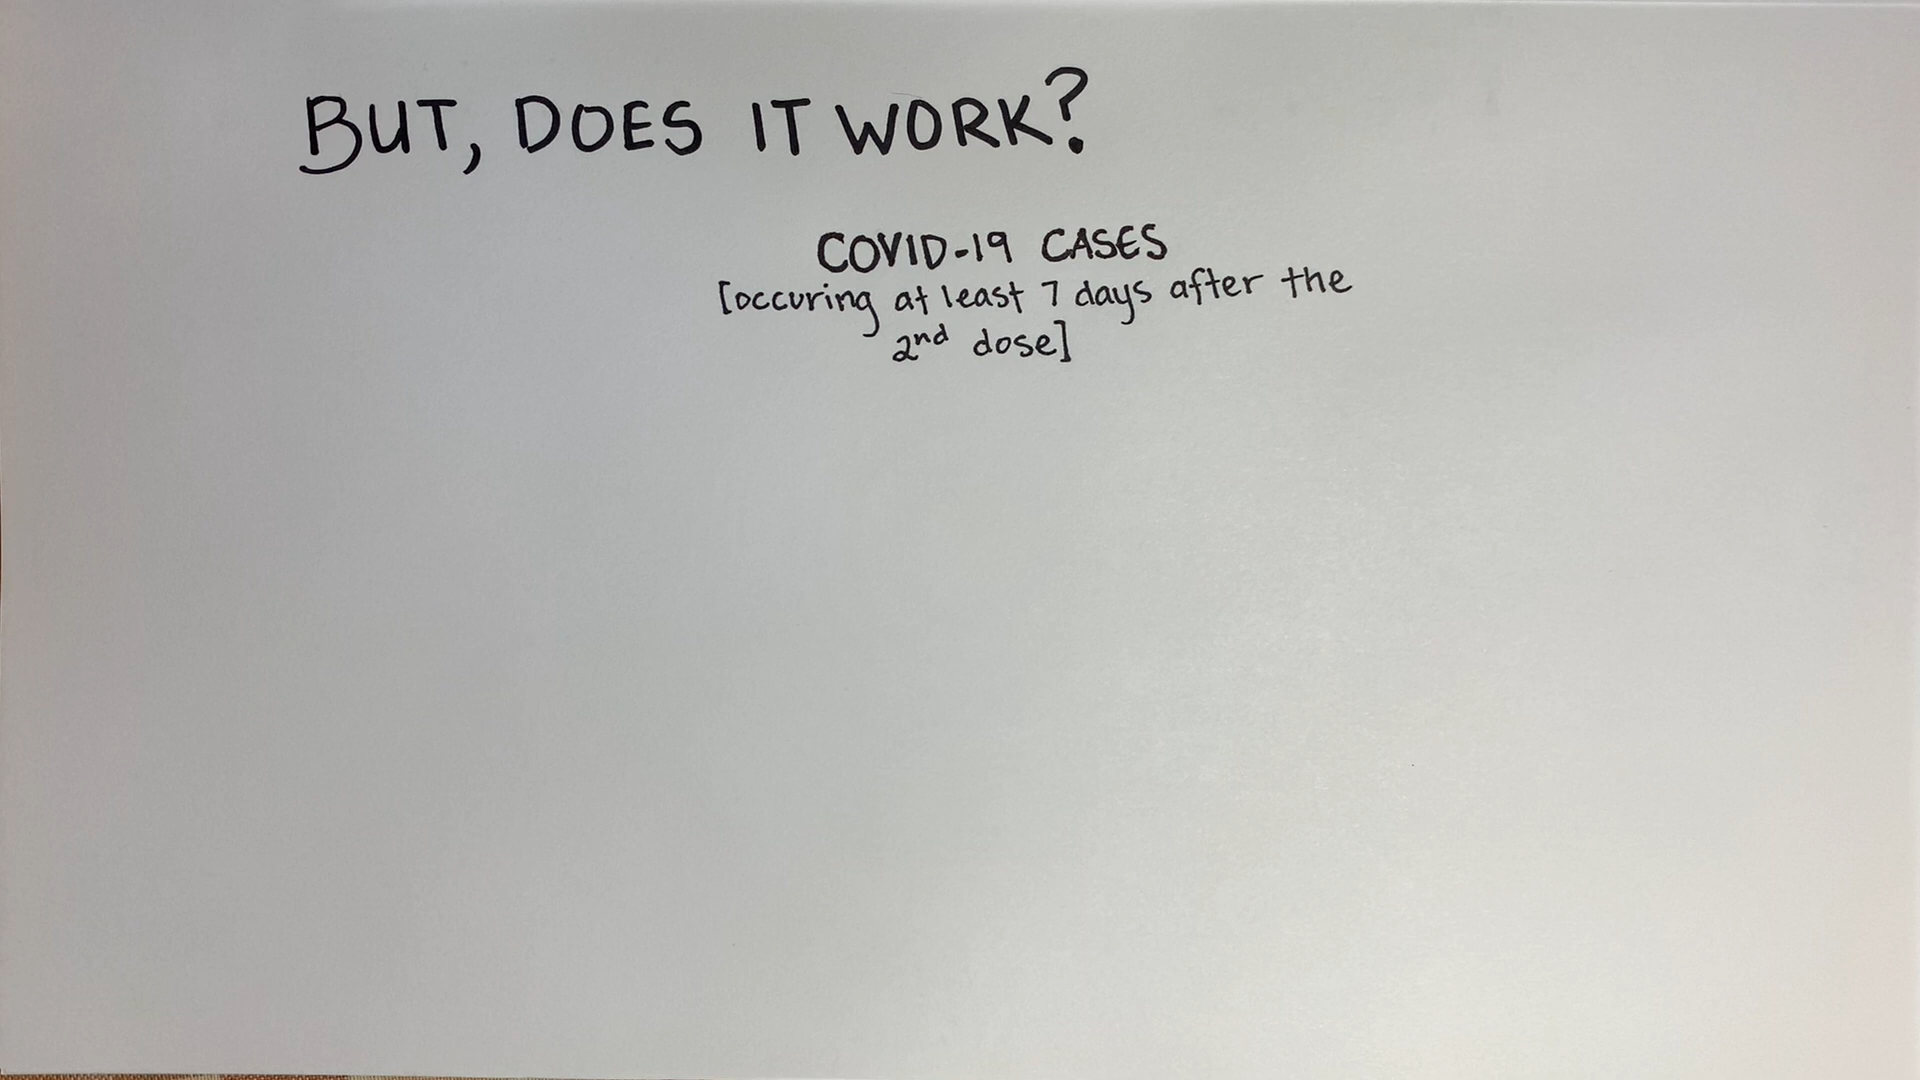 BUT, DOES IT WORK?
COVID-19 CASES
[occuring at least 7 days after the
2nd dose]